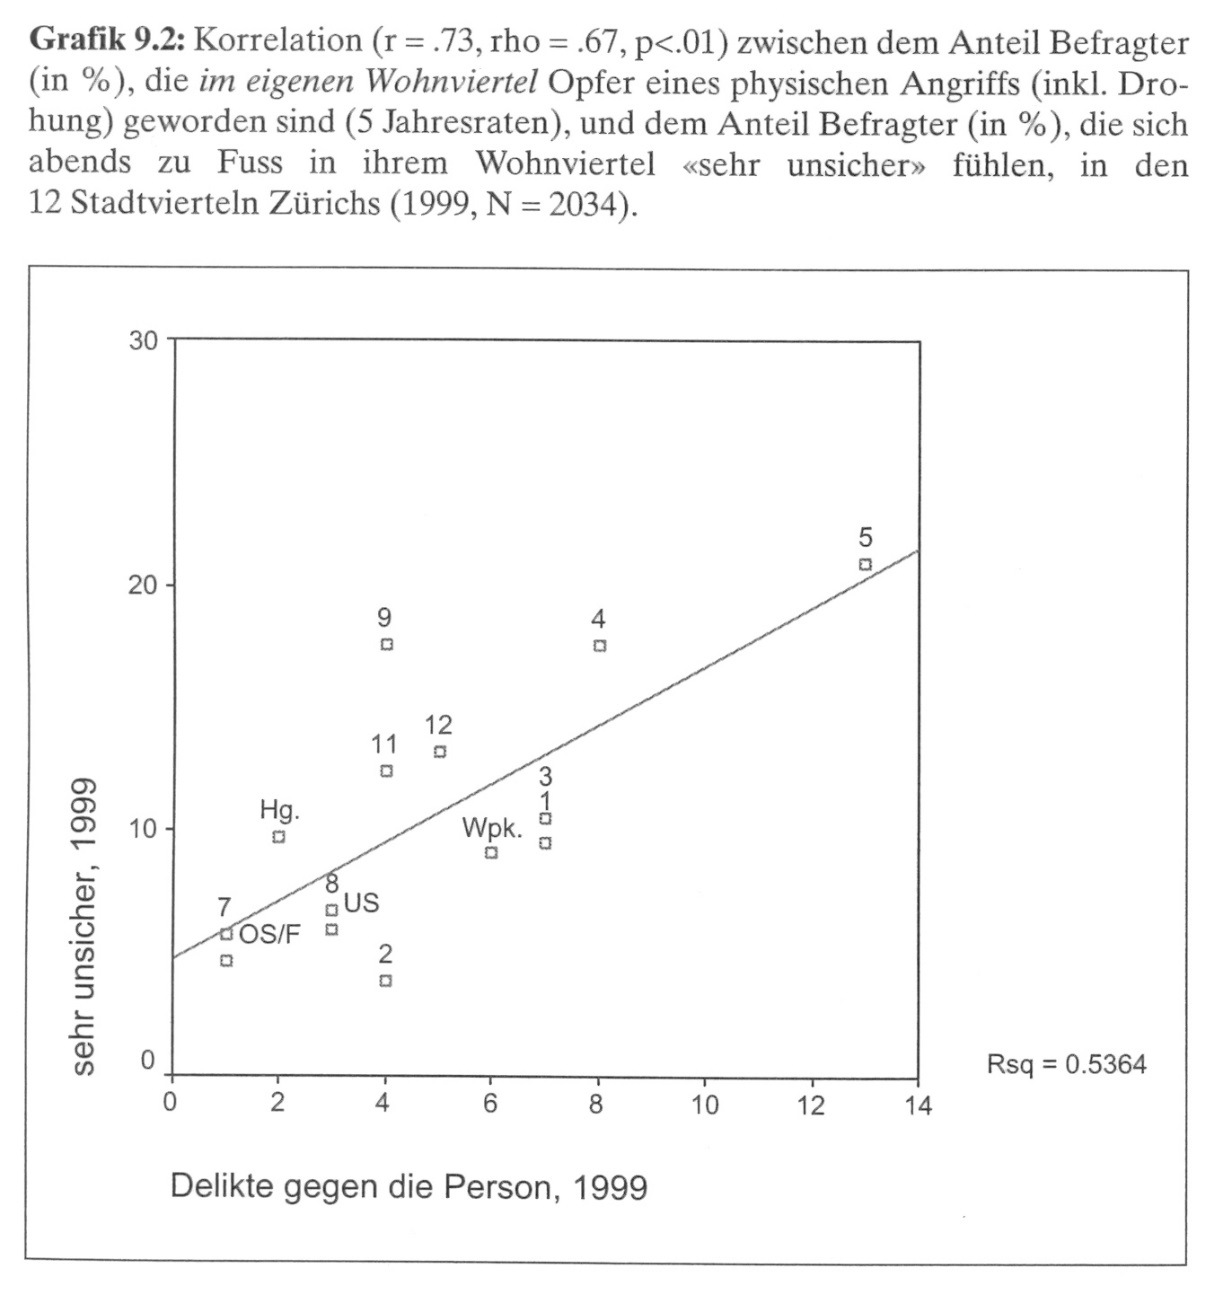 Grafik 9.2: Korrelation (r = .73, rho = .67, p<.01) zwischen dem Anteil Befragter
(in %), die im eigenen Wohnviertel Opfer eines physischen Angriffs (inkl. Dro-
hung) geworden sind (5 Jahresraten), und dem Anteil Befragter (in %), die sich
abends zu Fuss in ihrem Wohnviertel «sehr unsicher» fühlen, in den
12 Stadtvierteln Zürichs (1999, N = 2034).
30
5
20
9
4
12
11
3
1
Hg.
Wpk.
10
8
US
7
OS/F
2
sehr unsicher, 1999
0
Rsq = 0.5364
0 2 4 6 8 10 12 14
Delikte gegen die Person, 1999